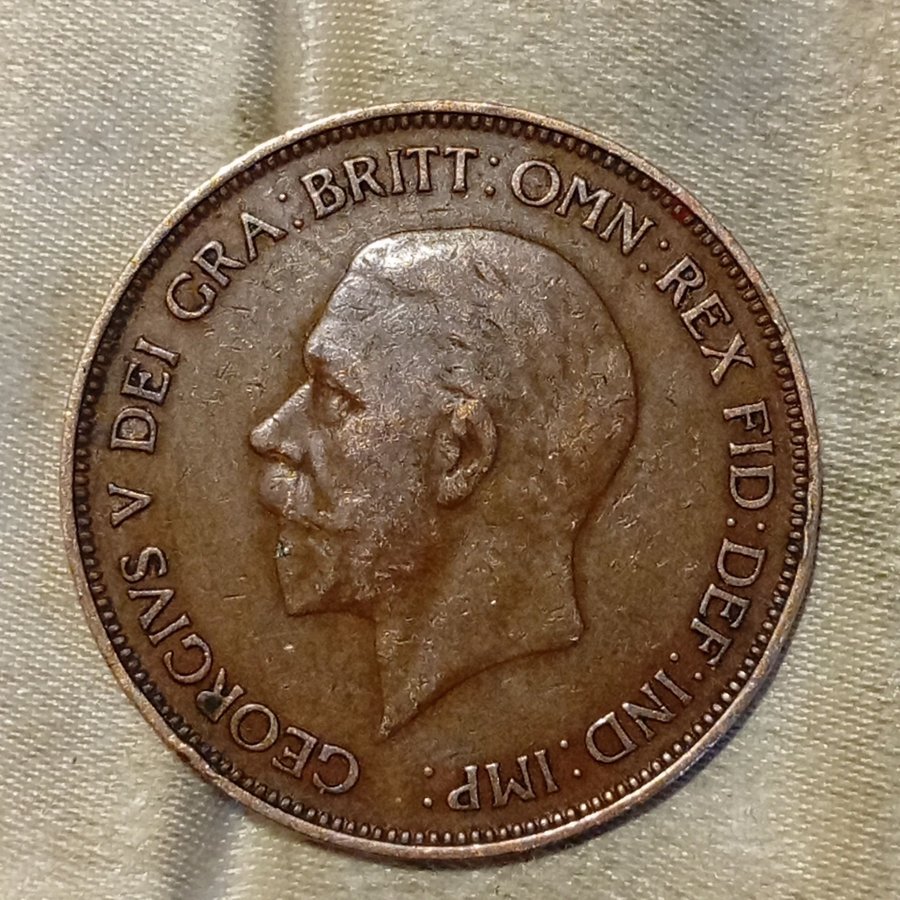 GEORGIVS V DEI GRA: BRITT: OMN: REX FID: DEF: IND: IMP: